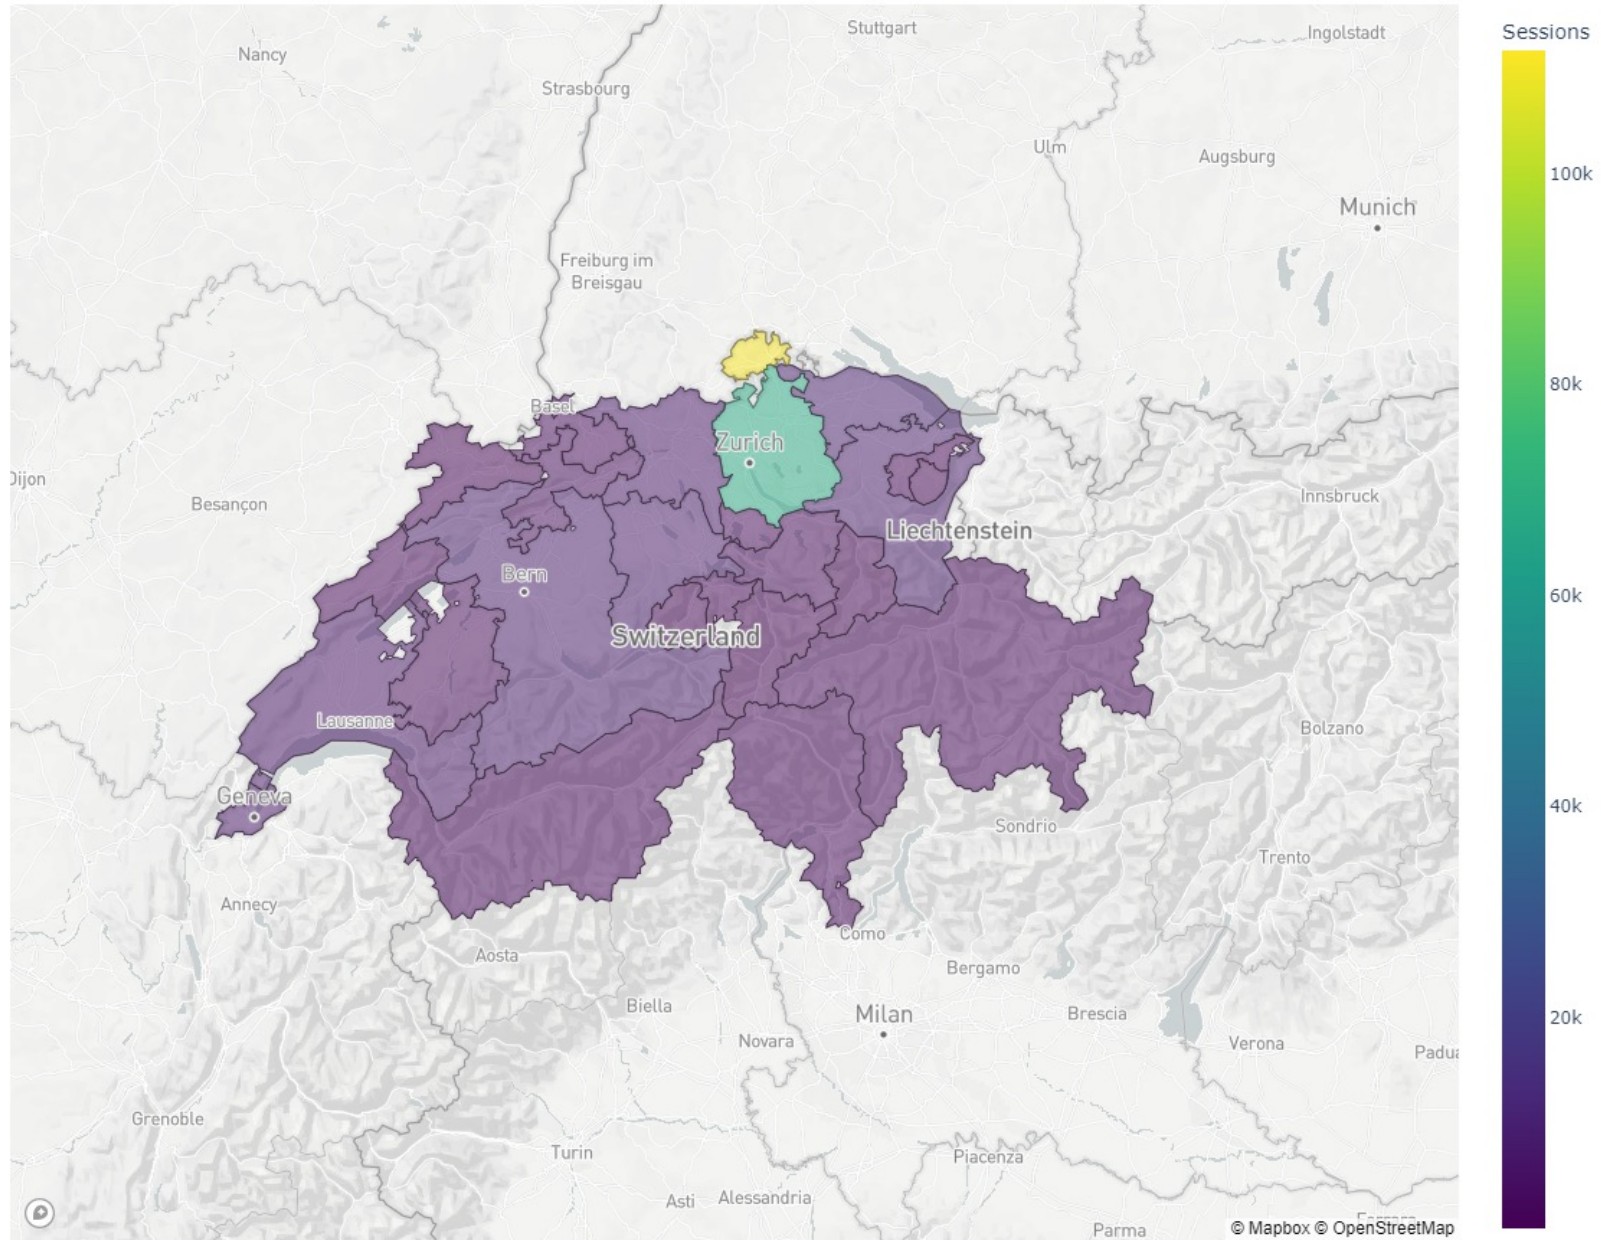 Stuttgart
Ingolstadt
Sessions
Nancy
Strasbourg
Ulm
Augsburg
100k
Munich
Freiburg im
Breisgau
80k
Basel
Zurich
Dijon
Besançon
Innsbruck
Liechtenstein
Bern
60k
Switzerland
Lausanne
Bolzano
Geneva
40k
Sondrio
Trento
Annecy
Como
Aosta
Bergamo
Biella
Milan
Brescia
20k
Novara
Verona
Padua
Grenoble
Turin
Piacenza
Asti
Alessandria
Parma
© Mapbox © OpenStreetMap